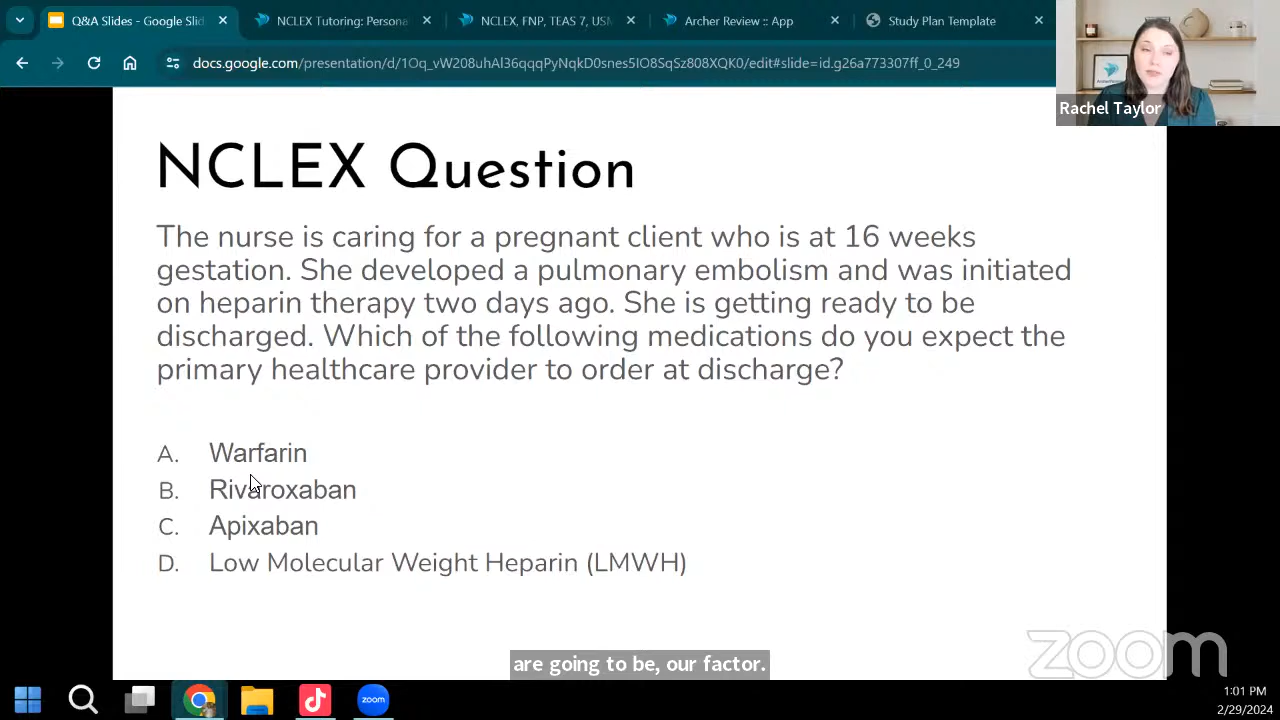 Q&A Slides - Google Slid
NCLEX Tutoring: Persona
NCLEX, FNP, TEAS 7, USM
Archer Review :: App
Study Plan Template
docs.google.com/presentation/d/1Oq_vW206uhAl36qqqPyNqkD0snes5IO8SqSz808XQK0/edit#slide=id.g26a773307ff_0_249
Rachel Taylor
NCLEX Question
The nurse is caring for a pregnant client who is at 16 weeks
gestation. She developed a pulmonary embolism and was initiated
on heparin therapy two days ago. She is getting ready to be
discharged. Which of the following medications do you expect the
primary healthcare provider to order at discharge?
A. Warfarin
B. Rivaroxaban
C. Apixaban
D. Low Molecular Weight Heparin (LMWH)
are going to be, our factor.
zoom
zoom
1:01 PM
2/29/2024